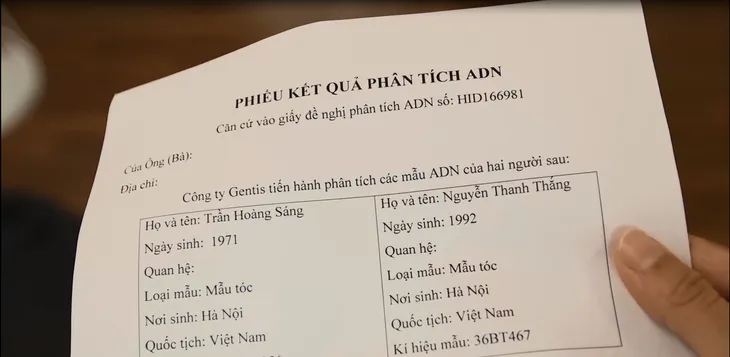 PHIẾU KẾT QUẢ PHÂN TÍCH ADN
Căn cứ vào giấy đề nghị phân tích ADN số: HID166981
Của Ông (Bà):
Địa chỉ:
Công ty Gentis tiến hành phân tích các mẫu ADN của hai người sau:
Họ và tên: Trần Hoàng Sáng
Ngày sinh: 1971
Quan hệ:
Loại mẫu: Mẫu tóc
Nơi sinh: Hà Nội
Quốc tịch: Việt Nam
Họ và tên: Nguyễn Thanh Thắng
Ngày sinh: 1992
Quan hệ:
Loại mẫu: Mẫu tóc
Nơi sinh: Hà Nội
Quốc tịch: Việt Nam
Kí hiệu mẫu: 36BT467